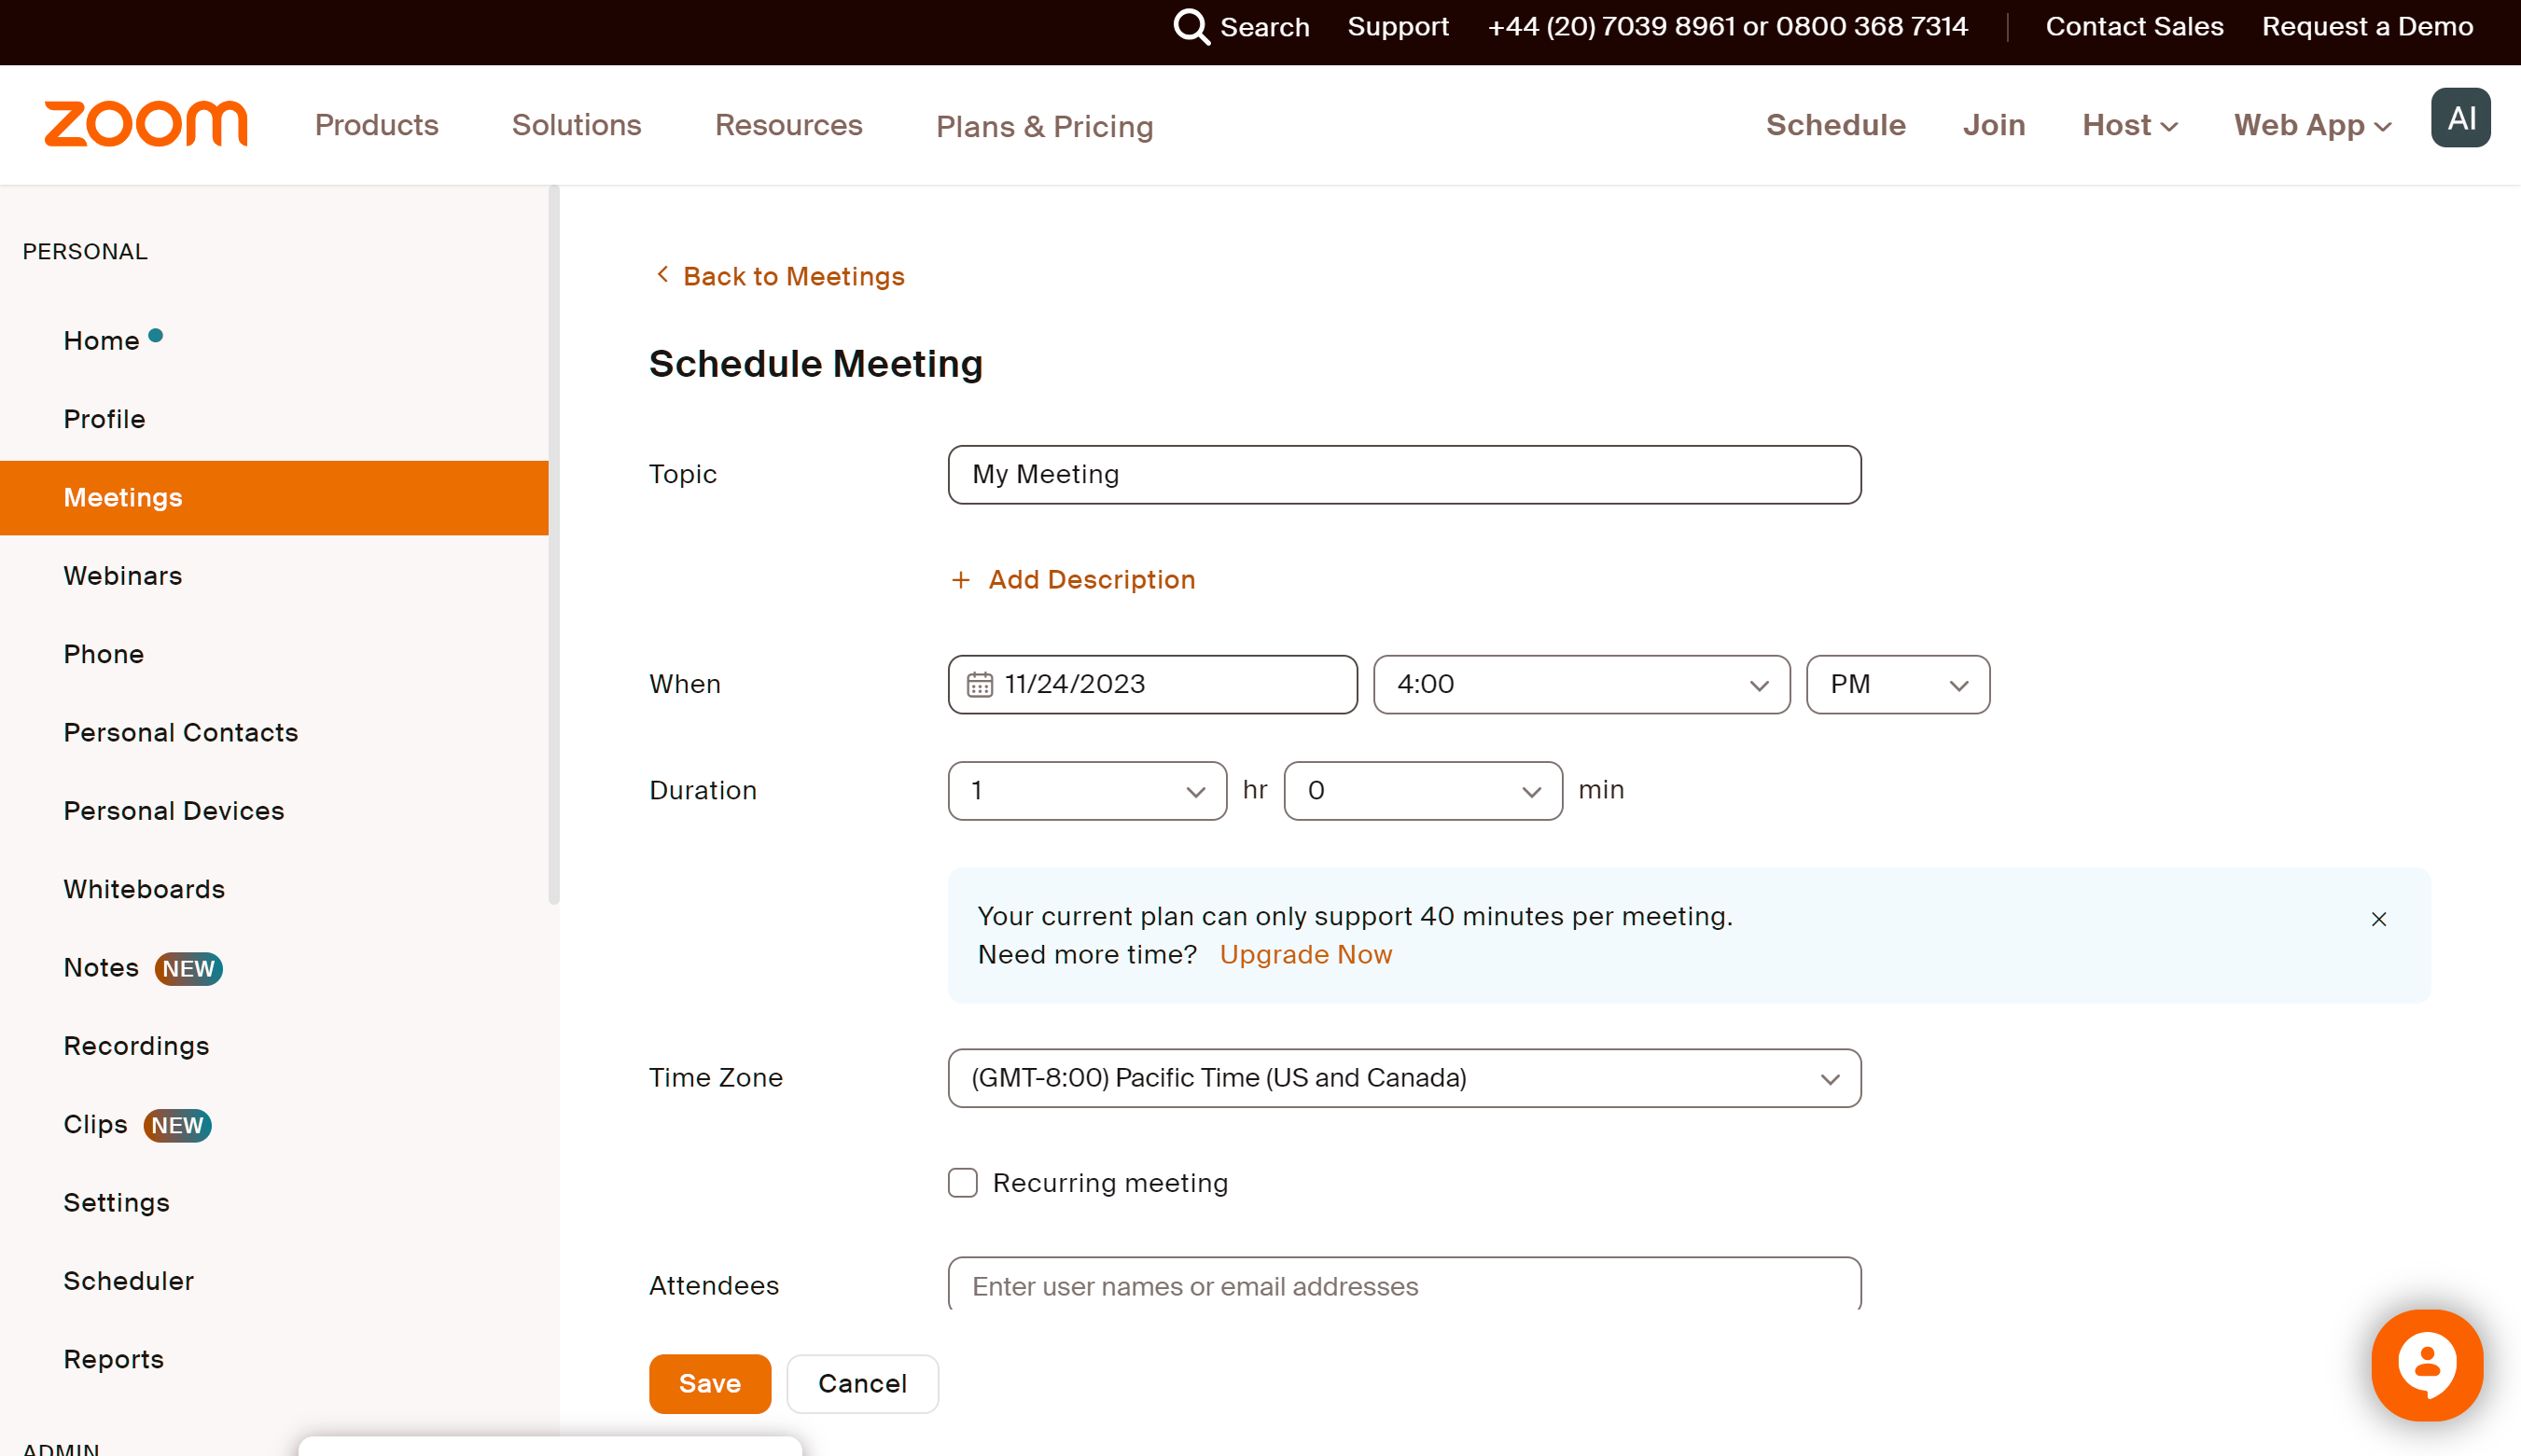 Search Support +44 (20) 7039 8961 or 0800 368 7314 Contact Sales Request a Demo
zoom Products Solutions Resources Plans & Pricing Schedule Join Host Web App AI
PERSONAL
Home
Profile
Meetings
Webinars
Phone
Personal Contacts
Personal Devices
Whiteboards
Notes NEW
Recordings
Clips NEW
Settings
Scheduler
Reports
ADMIN
Back to Meetings
Schedule Meeting
Topic My Meeting
+ Add Description
When 11/24/2023 4:00 PM
Duration 1 hr 0 min
Your current plan can only support 40 minutes per meeting.
Need more time? Upgrade Now
Time Zone (GMT-8:00) Pacific Time (US and Canada)
Recurring meeting
Attendees Enter user names or email addresses
Save Cancel